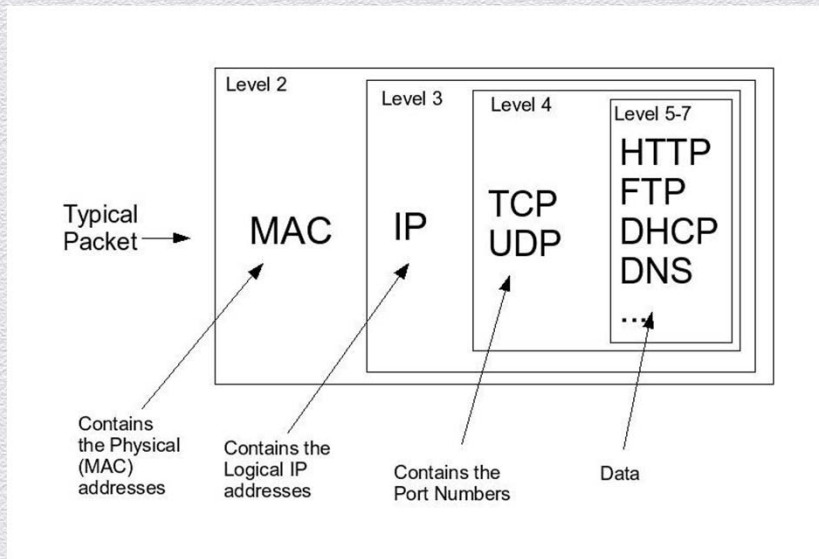 Level 2
Level 3
Level 4
Level 5-7
Typical
Packet
MAC
IP
TCP
UDP
HTTP
FTP
DHCP
DNS
...
Contains
the Physical
(MAC)
addresses
Contains the
Logical IP
addresses
Contains the
Port Numbers
Data